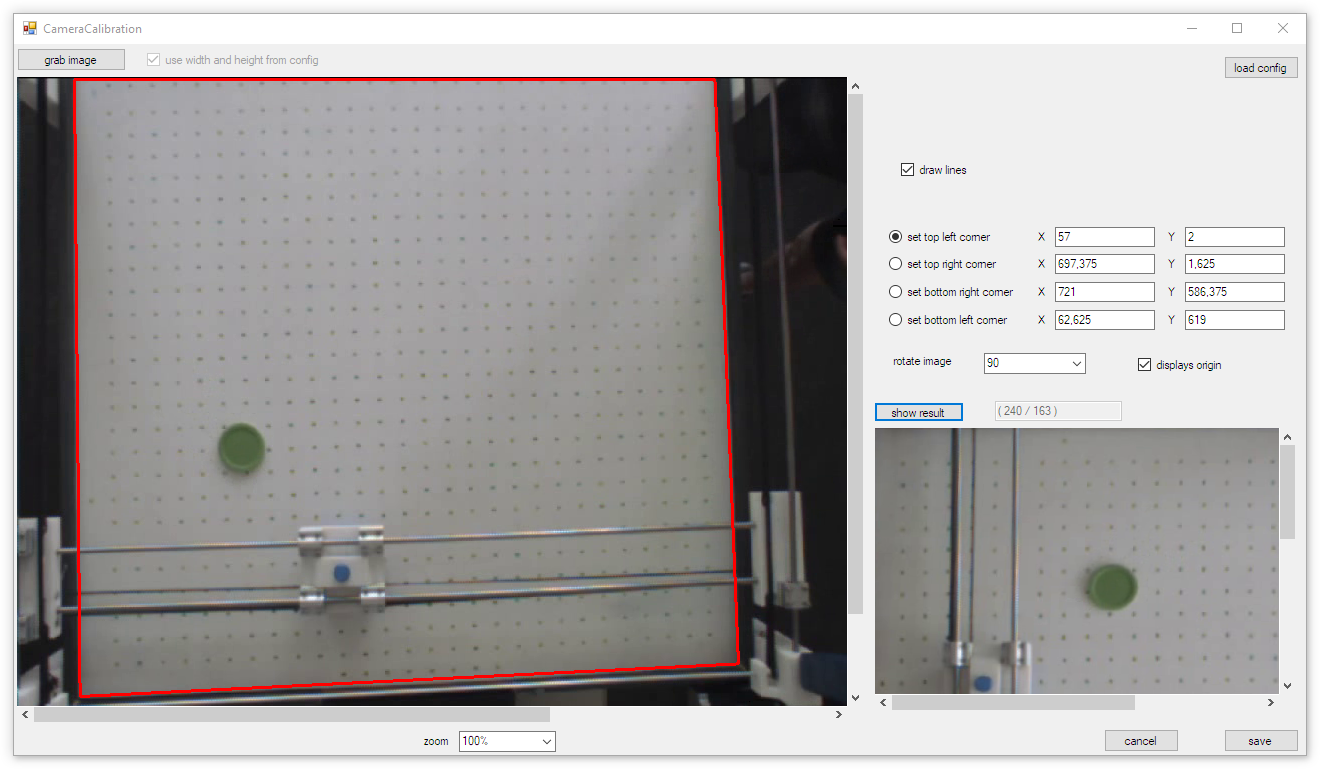 CameraCalibration
grab image
use width and height from config
load config
draw lines
set top left corner X 57 Y 2
set top right corner X 697,375 Y 1,625
set bottom right corner X 721 Y 586,375
set bottom left corner X 62,625 Y 619
rotate image 90 displays origin
show result ( 240 / 163 )
zoom 100% cancel save